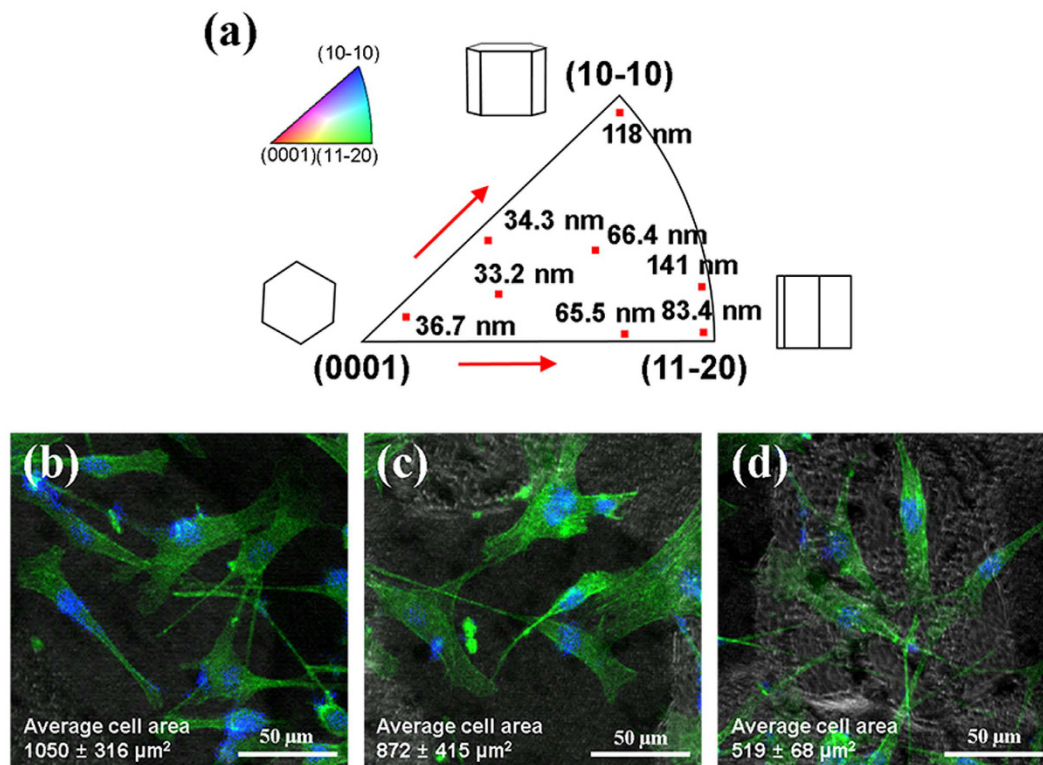 (a)
(10-10)
(0001)(11-20)
(10-10)
118 nm
34.3 nm
66.4 nm
33.2 nm
141 nm
36.7 nm
65.5 nm
83.4 nm
(0001)
(11-20)
(b)
(c)
(d)
Average cell area
1050 ± 316 µm²
50 µm
Average cell area
872 ± 415 µm²
50 µm
Average cell area
519 ± 68 µm²
50 µm